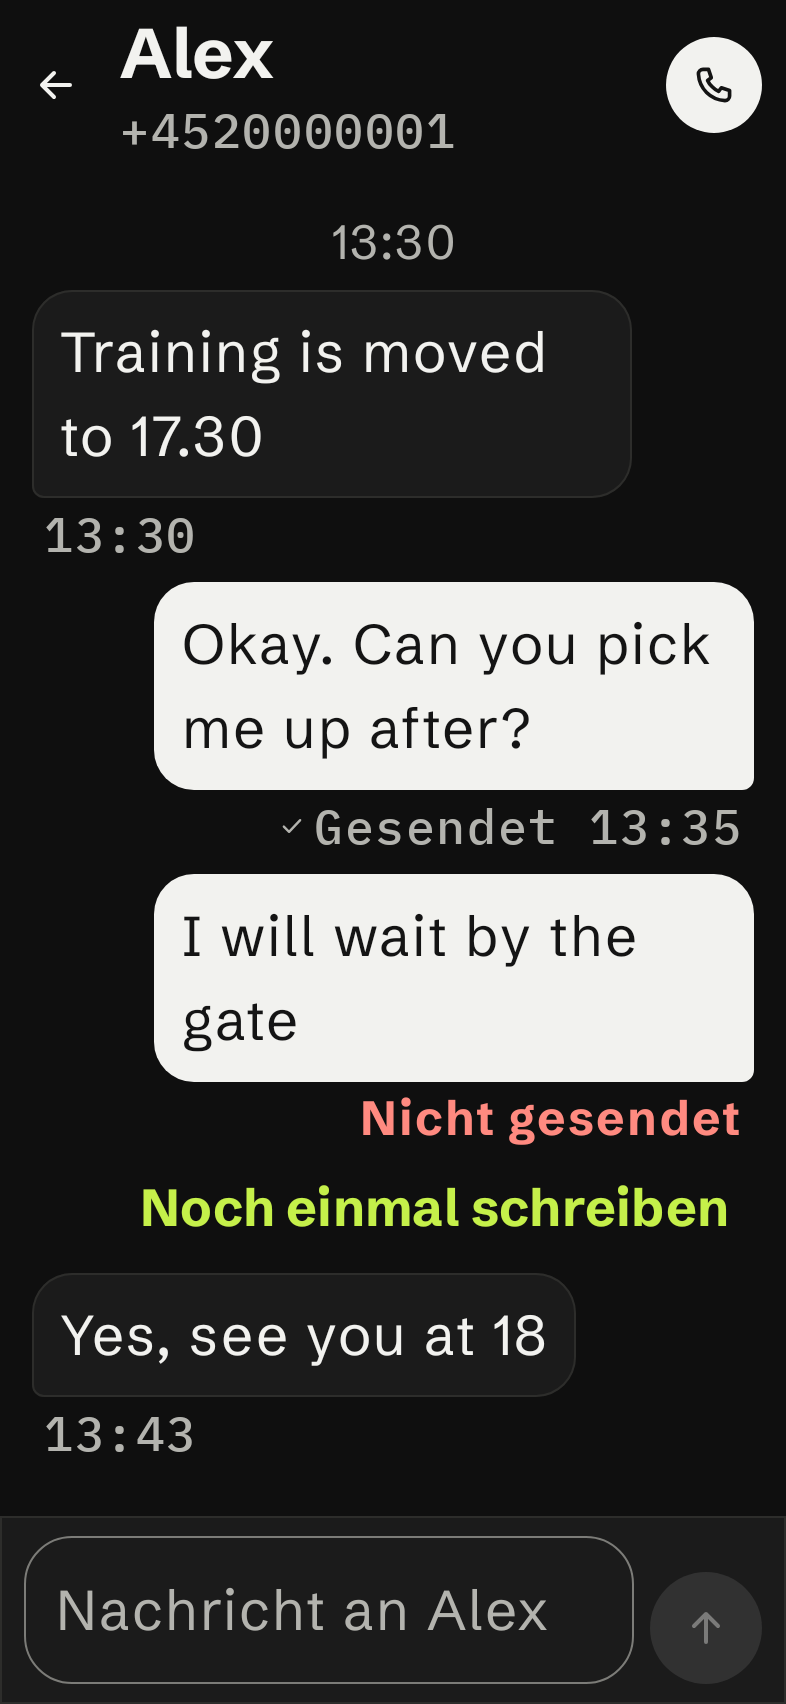 Alex
+4520000001
13:30
Training is moved
to 17.30
13:30
Okay. Can you pick
me up after?
Gesendet 13:35
I will wait by the
gate
Nicht gesendet
Noch einmal schreiben
Yes, see you at 18
13:43
Nachricht an Alex